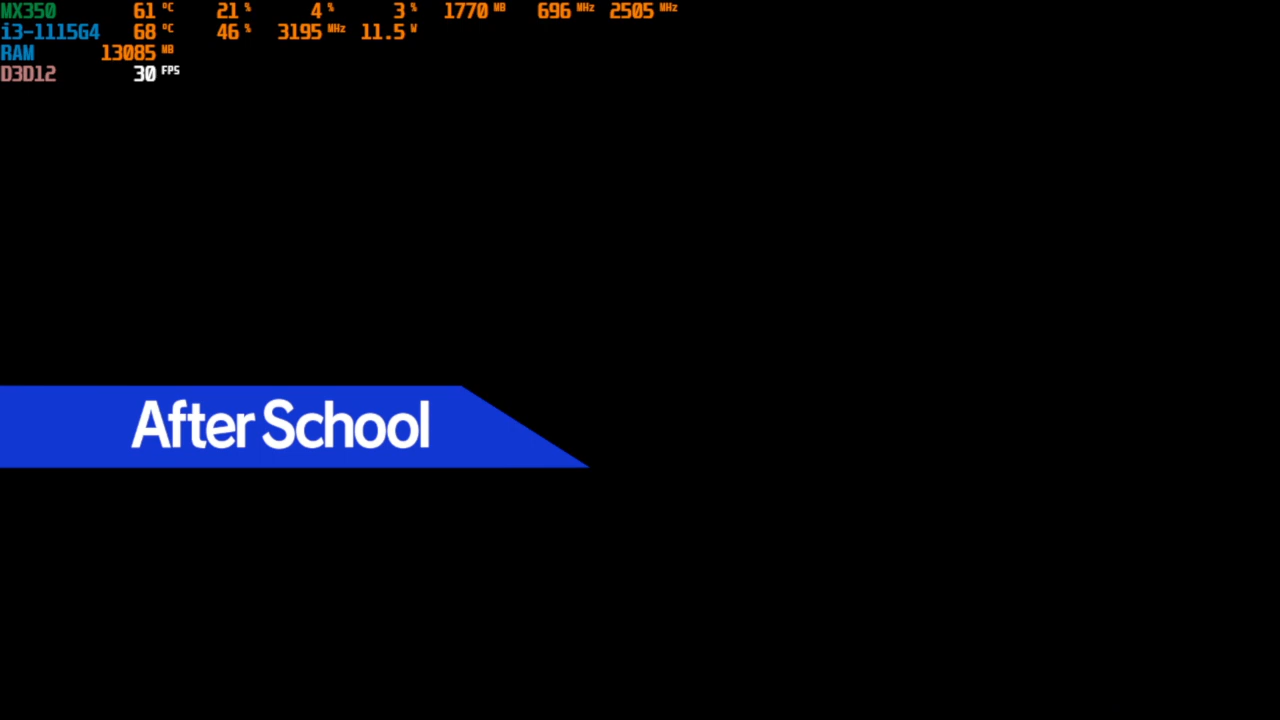 MX350 61 °C 21 % 4 % 3 % 1770 MB 696 MHz 2505 MHz
i3-1115G4 68 °C 46 % 3195 MHz 11.5 W
RAM 13085 MB
D3D12 30 FPS
After School